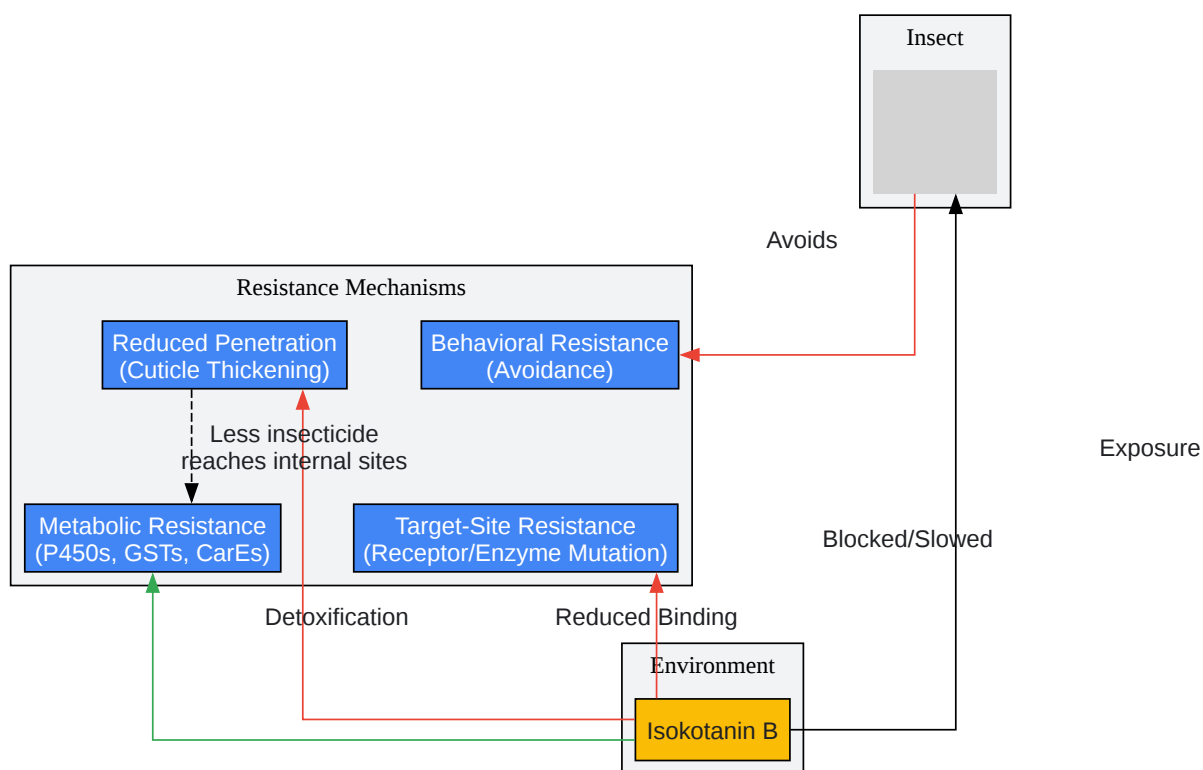 Insect
Avoids
Resistance Mechanisms
Reduced Penetration
(Cuticle Thickening)
Behavioral Resistance
(Avoidance)
Less insecticide
reaches internal sites
Exposure
Metabolic Resistance
(P450s, GSTs, CarEs)
Target-Site Resistance
(Receptor/Enzyme Mutation)
Blocked/Slowed
Detoxification
Reduced Binding
Environment
Isokotanin B